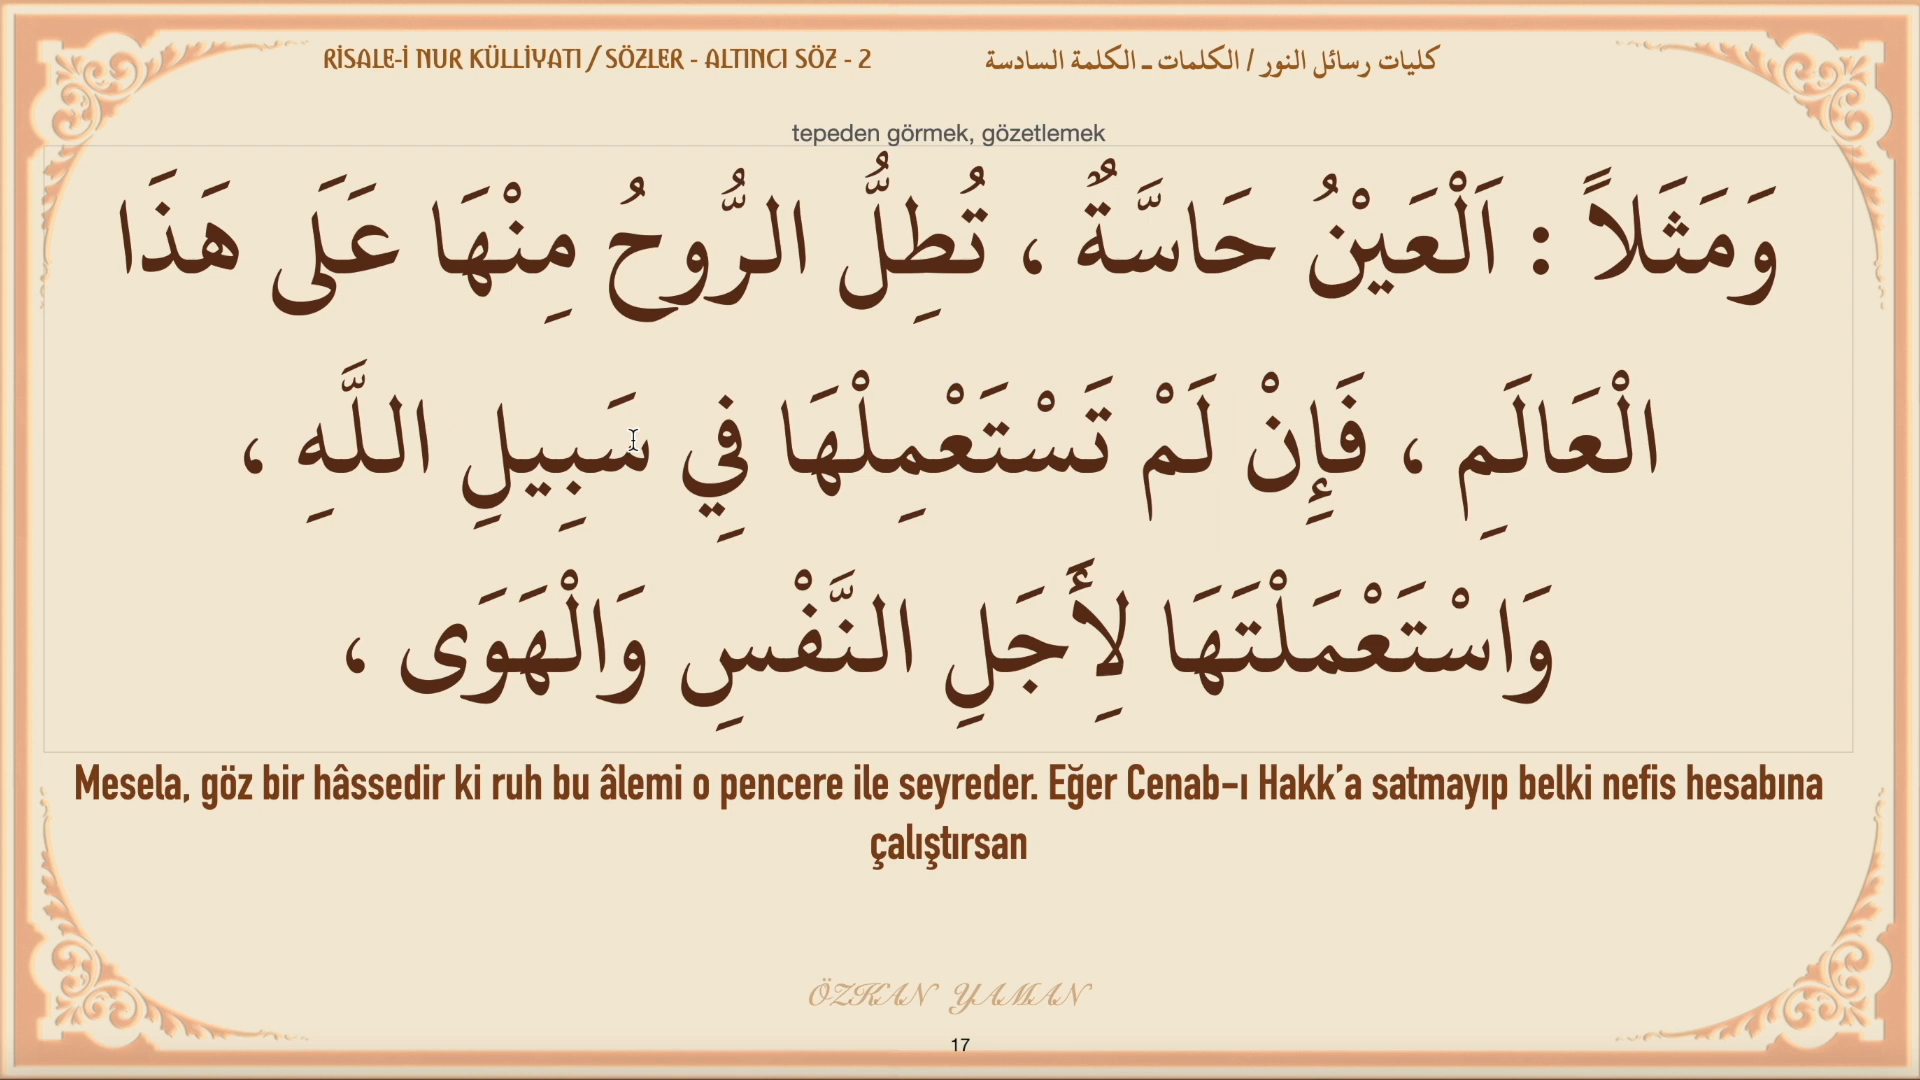 RİSALE-İ NUR KÜLLİYATI / SÖZLER - ALTINCI SÖZ - 2
كليات رسائل النور / الكلمات ـ الكلمة السادسة
tepeden görmek, gözetlemek
وَمَثَلاً : اَلْعَيْنُ حَاسَّةٌ ، تُطِلُّ الرُّوحُ مِنْهَا عَلَى هَذَا
الْعَالَمِ ، فَإِنْ لَمْ تَسْتَعْمِلْهَا فِي سَبِيلِ اللَّهِ ،
وَاسْتَعْمَلْتَهَا لِأَجَلِ النَّفْسِ وَالْهَوَى ،
Mesela, göz bir hâssedir ki ruh bu âlemi o pencere ile seyreder. Eğer Cenab-ı Hakk’a satmayıp belki nefis hesabına
çalıştırsan
ÖZKAN YAMAN
17